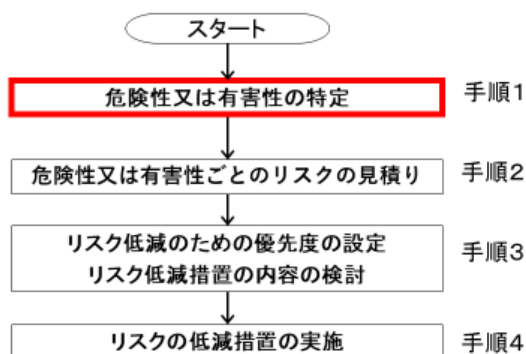 スタート
危険性又は有害性の特定
手順1
危険性又は有害性ごとのリスクの見積り
手順2
リスク低減のための優先度の設定
リスク低減措置の内容の検討
手順3
リスクの低減措置の実施
手順4